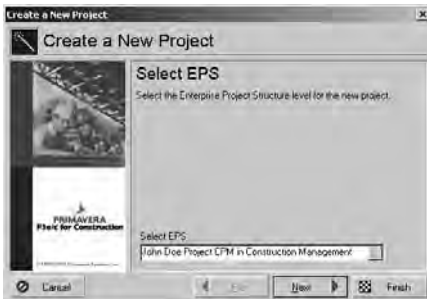 Create a New Project
Create a New Project
Select EPS
Select the Enterprise Project Structure level for the new project.
PRIMAVERA
P3e/c for Construction
Select EPS
John Doe Project CPM in Construction Management
Cancel
Next
Finish